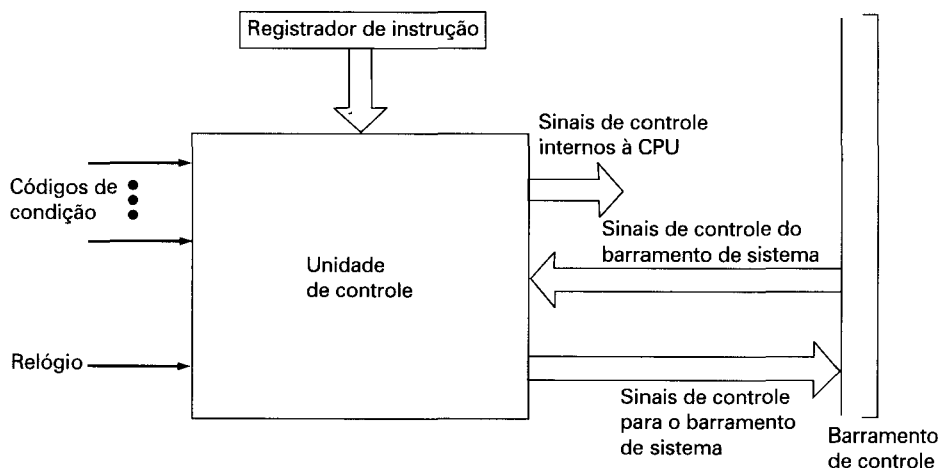 Registrador de instrução
Sinais de controle
internos à CPU
Códigos de
condição
Sinais de controle do
barramento de sistema
Unidade
de controle
Relógio
Sinais de controle
para o barramento
de sistema
Barramento
de controle